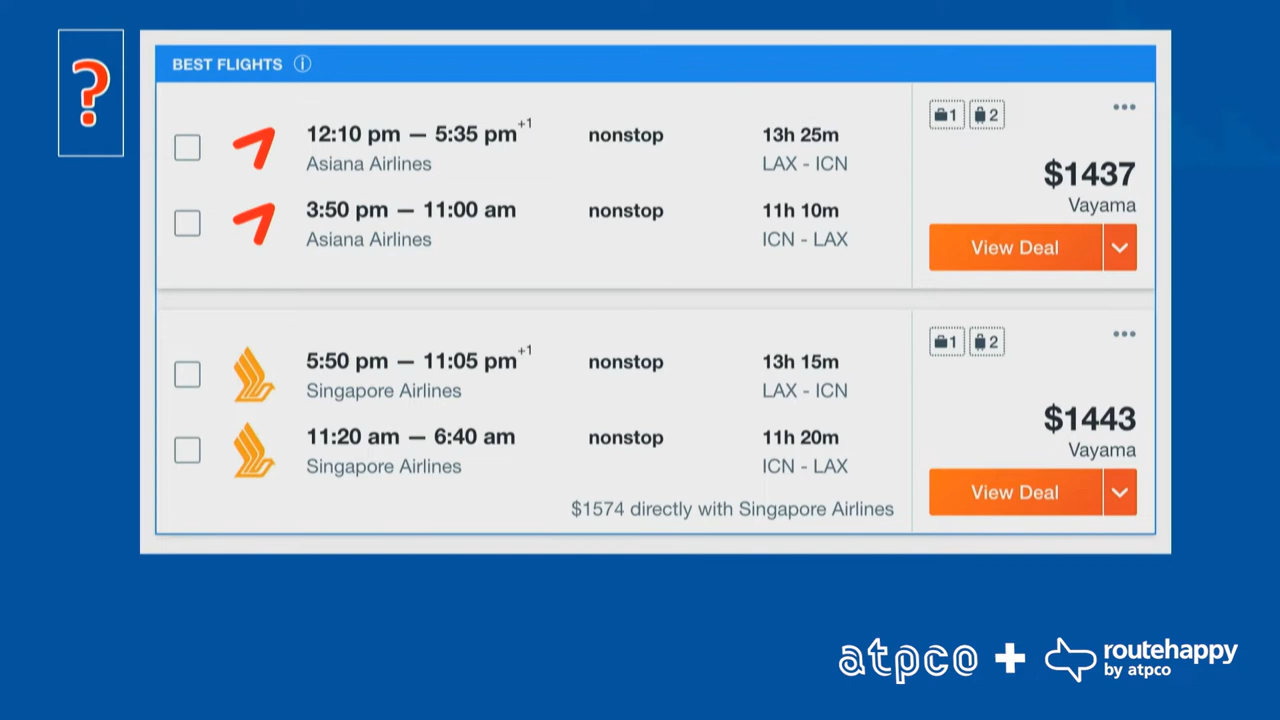 ?
BEST FLIGHTS ⓘ
12:10 pm — 5:35 pm+1 nonstop 13h 25m
Asiana Airlines LAX - ICN
3:50 pm — 11:00 am nonstop 11h 10m
Asiana Airlines ICN - LAX
1 2
$1437
Vayama
View Deal
5:50 pm — 11:05 pm+1 nonstop 13h 15m
Singapore Airlines LAX - ICN
11:20 am — 6:40 am nonstop 11h 20m
Singapore Airlines ICN - LAX
$1574 directly with Singapore Airlines
1 2
$1443
Vayama
View Deal
atpco + routehappy
by atpco